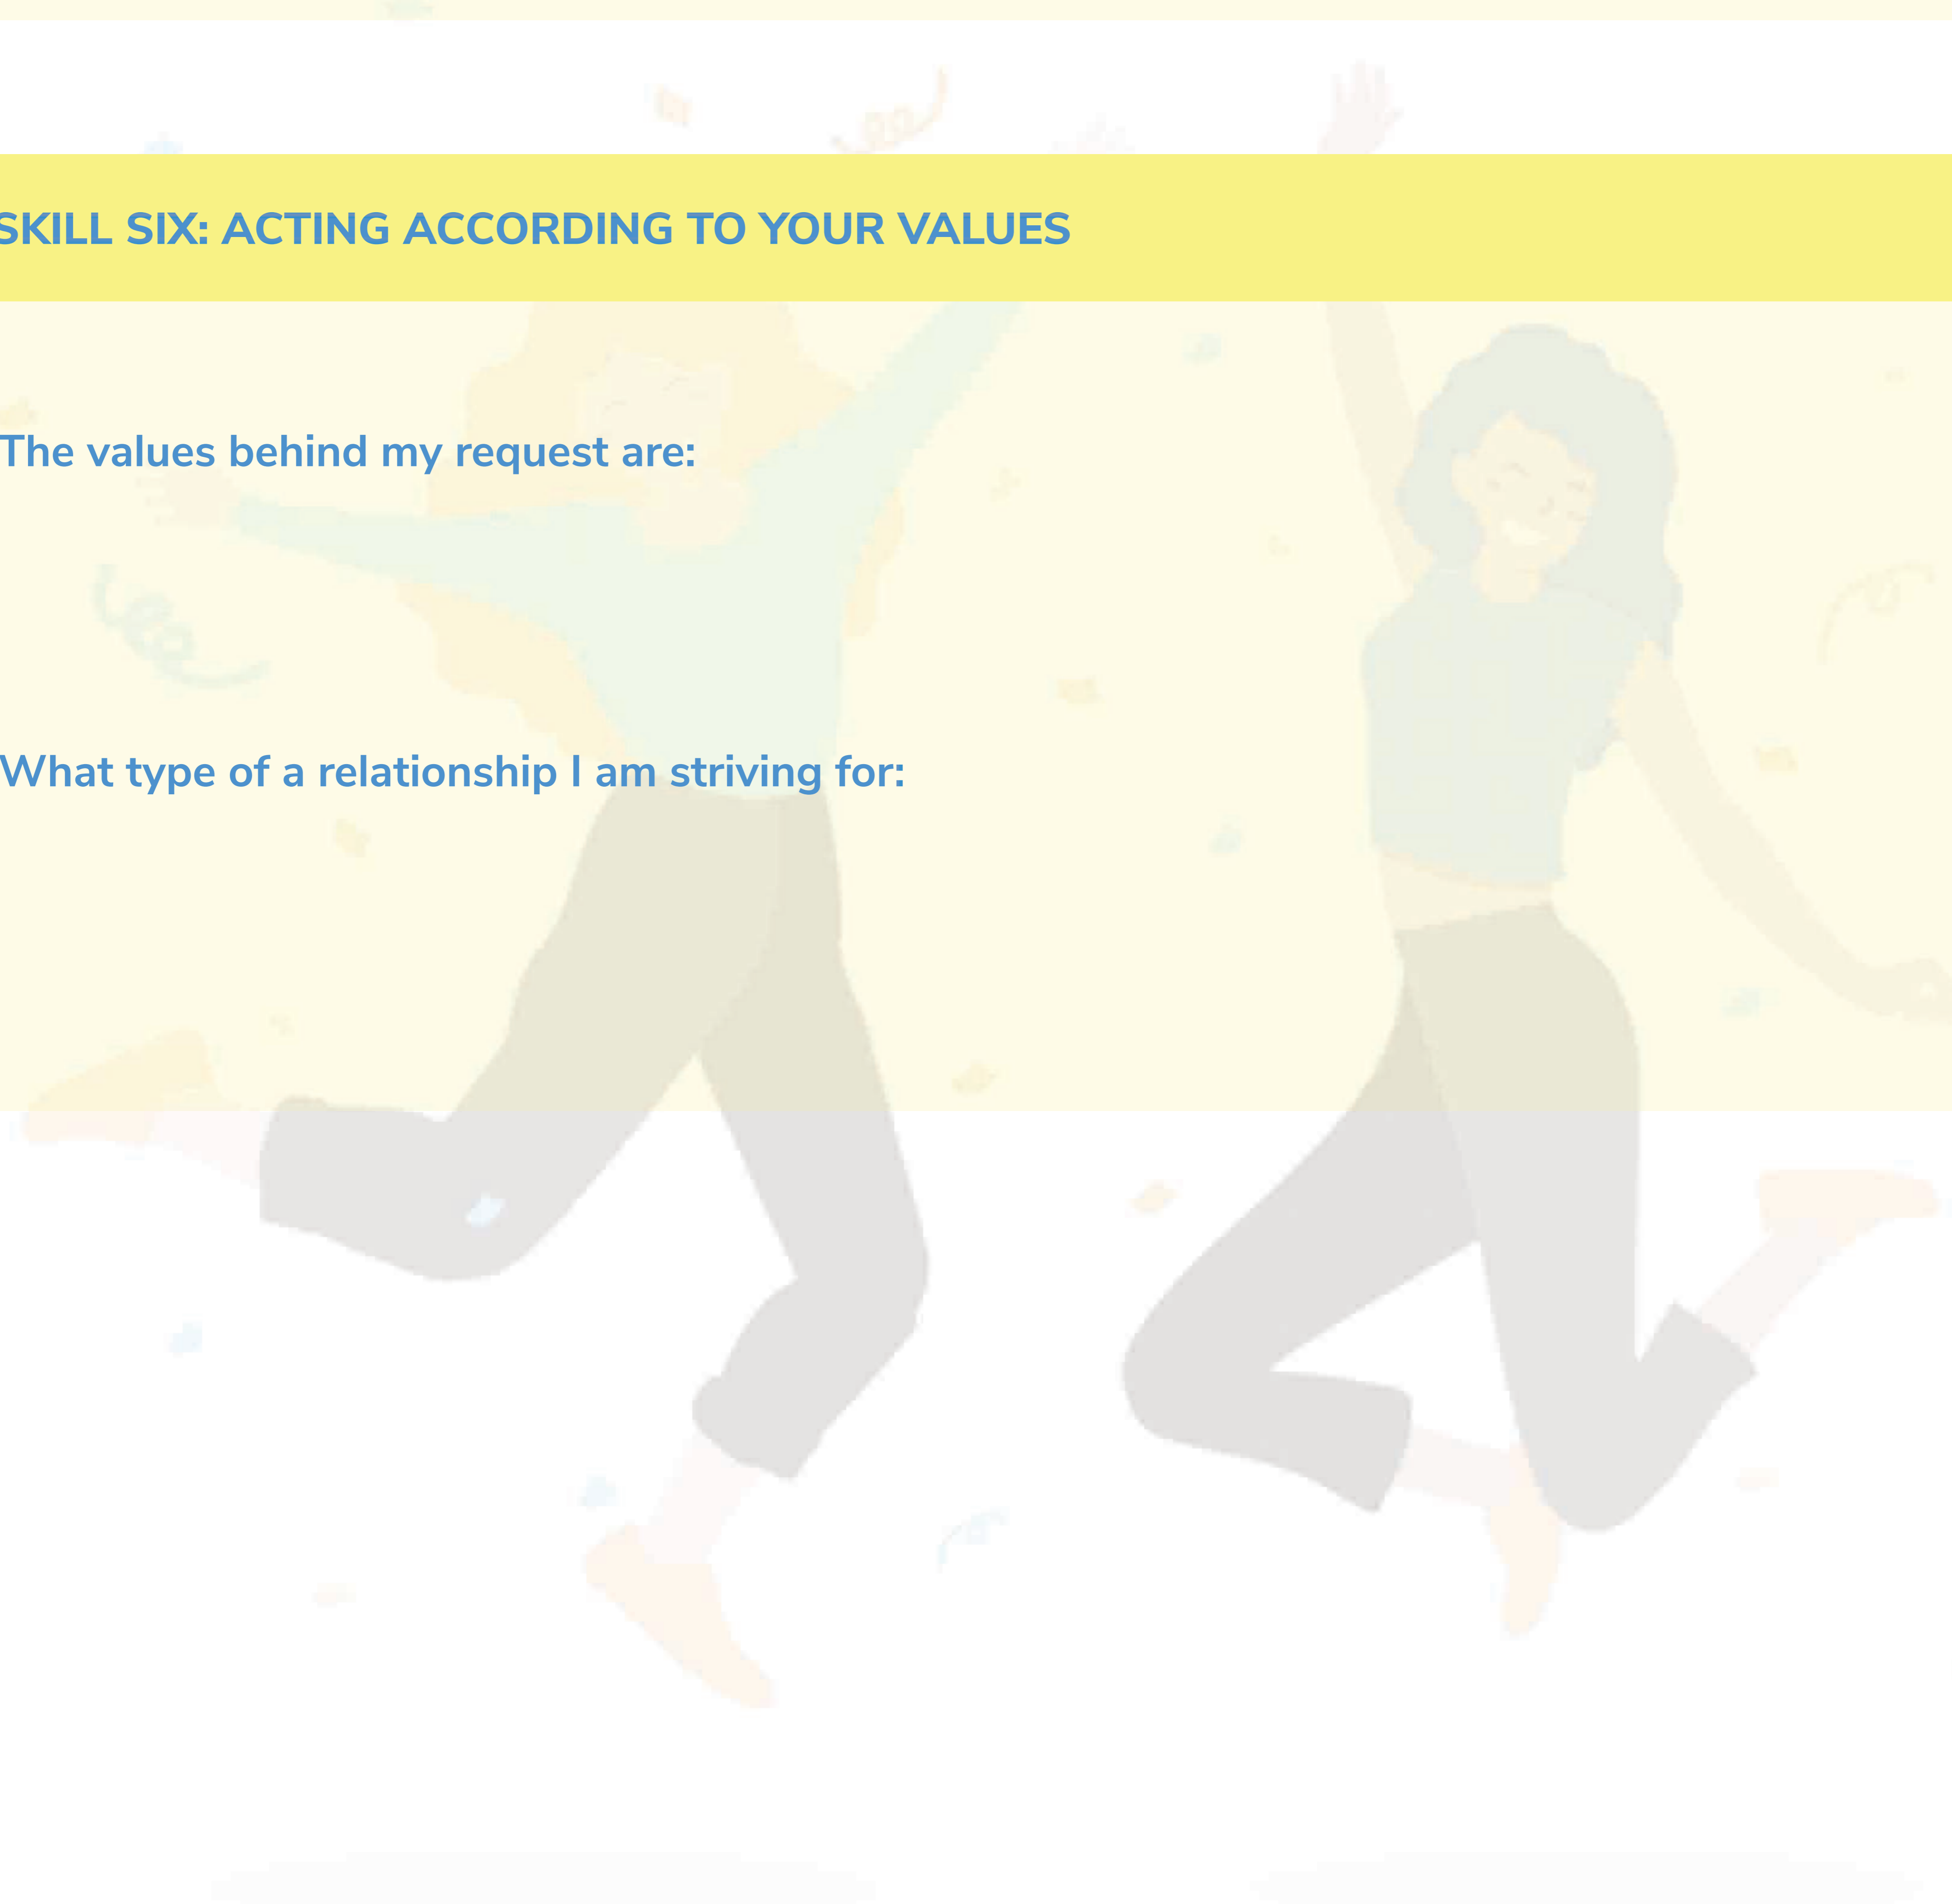 SKILL SIX: ACTING ACCORDING TO YOUR VALUES
The values behind my request are:
What type of a relationship I am striving for: